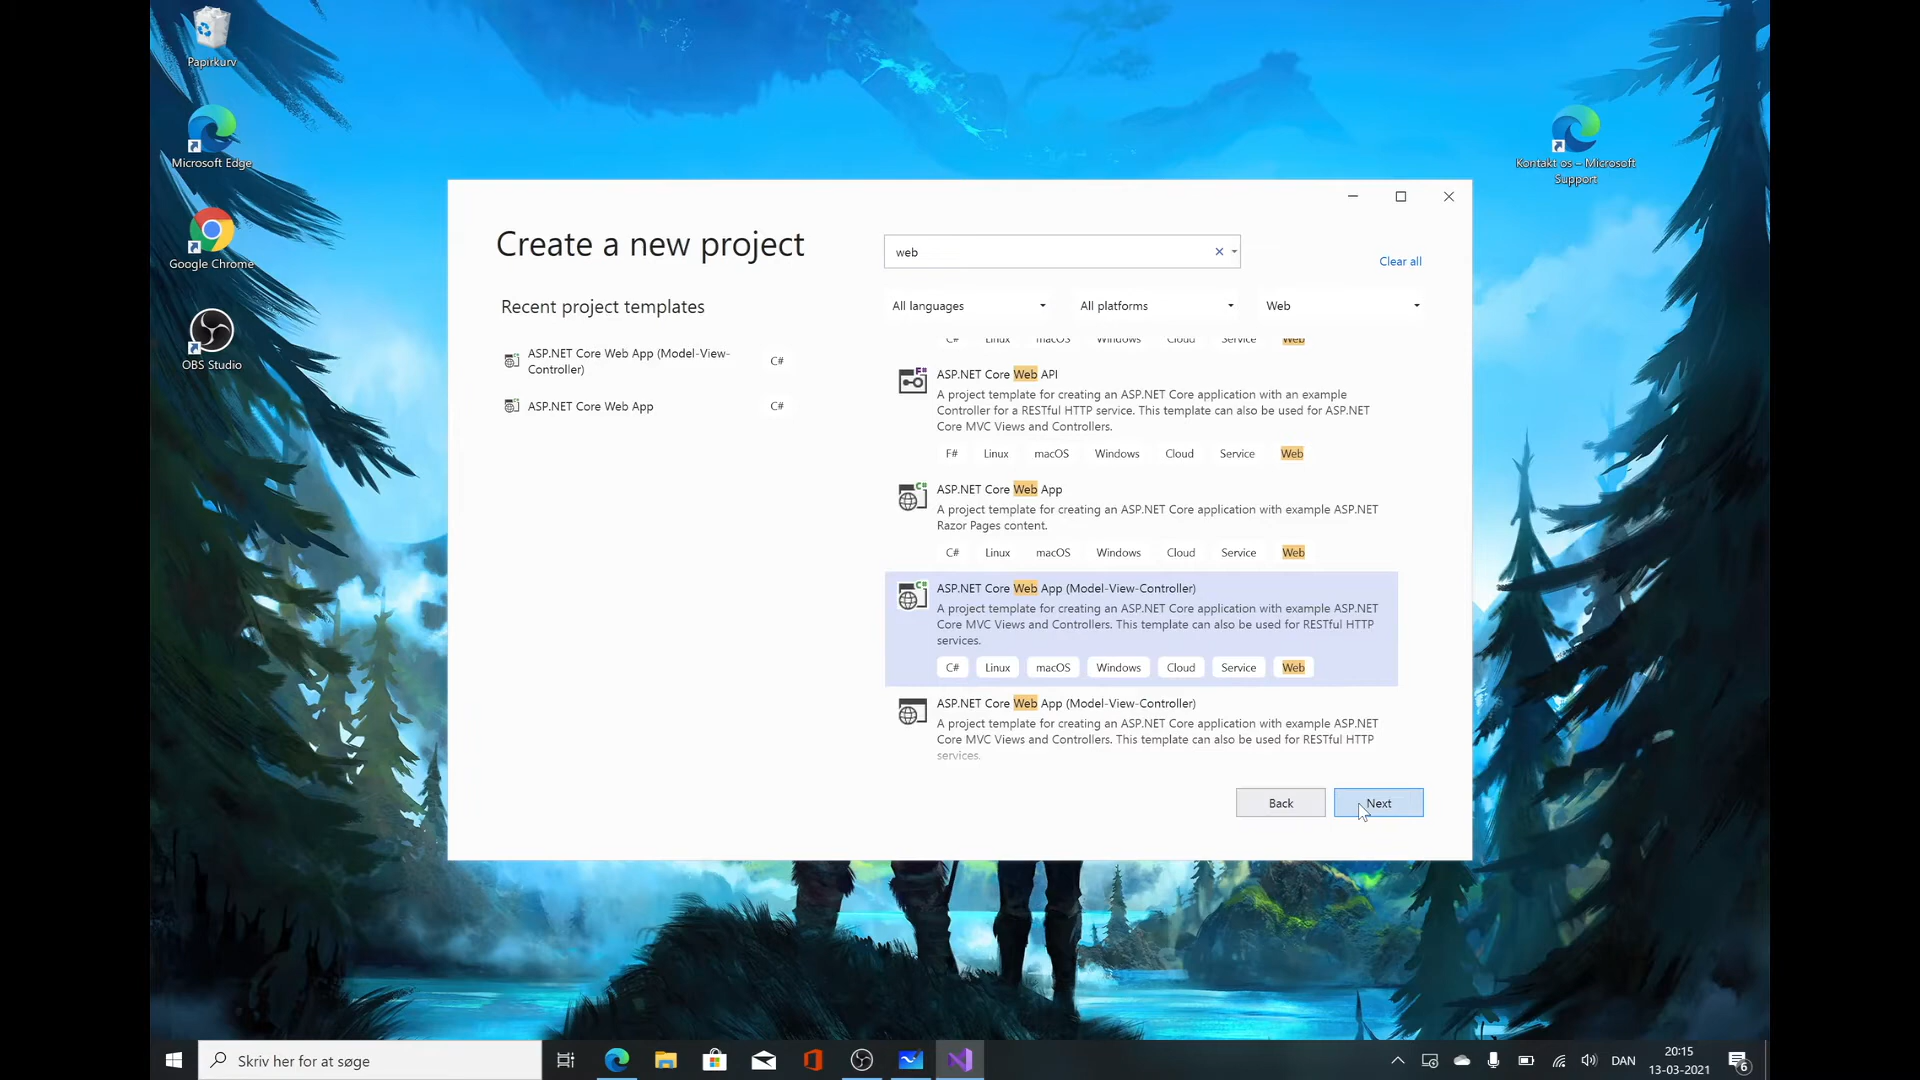 Papirkurv
Microsoft Edge
Google Chrome
OBS Studio
Kontakt os – Microsoft
Support
Create a new project
web
Clear all
All languages
All platforms
Web
Recent project templates
ASP.NET Core Web App (Model-View-
Controller)
C#
ASP.NET Core Web App
C#
C# Linux macOS Windows Cloud Service Web
ASP.NET Core Web API
A project template for creating an ASP.NET Core application with an example
Controller for a RESTful HTTP service. This template can also be used for ASP.NET
Core MVC Views and Controllers.
F# Linux macOS Windows Cloud Service Web
ASP.NET Core Web App
A project template for creating an ASP.NET Core application with example ASP.NET
Razor Pages content.
C# Linux macOS Windows Cloud Service Web
ASP.NET Core Web App (Model-View-Controller)
A project template for creating an ASP.NET Core application with example ASP.NET
Core MVC Views and Controllers. This template can also be used for RESTful HTTP
services.
C# Linux macOS Windows Cloud Service Web
ASP.NET Core Web App (Model-View-Controller)
A project template for creating an ASP.NET Core application with example ASP.NET
Core MVC Views and Controllers. This template can also be used for RESTful HTTP
services.
Back
Next
Skriv her for at søge
DAN
20:15
13-03-2021
6